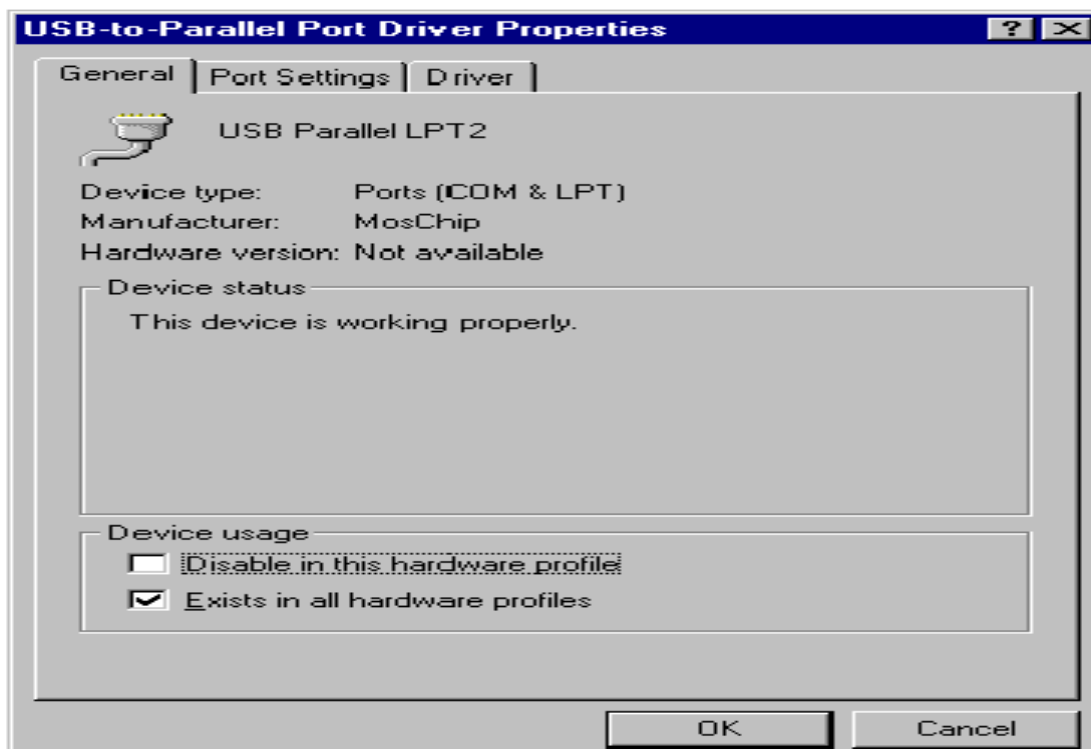 USB-to-Parallel Port Driver Properties
General Port Settings Driver
USB Parallel LPT2
Device type: Ports (COM & LPT)
Manufacturer: MosChip
Hardware version: Not available
Device status
This device is working properly.
Device usage
Disable in this hardware profile
Exists in all hardware profiles
OK Cancel